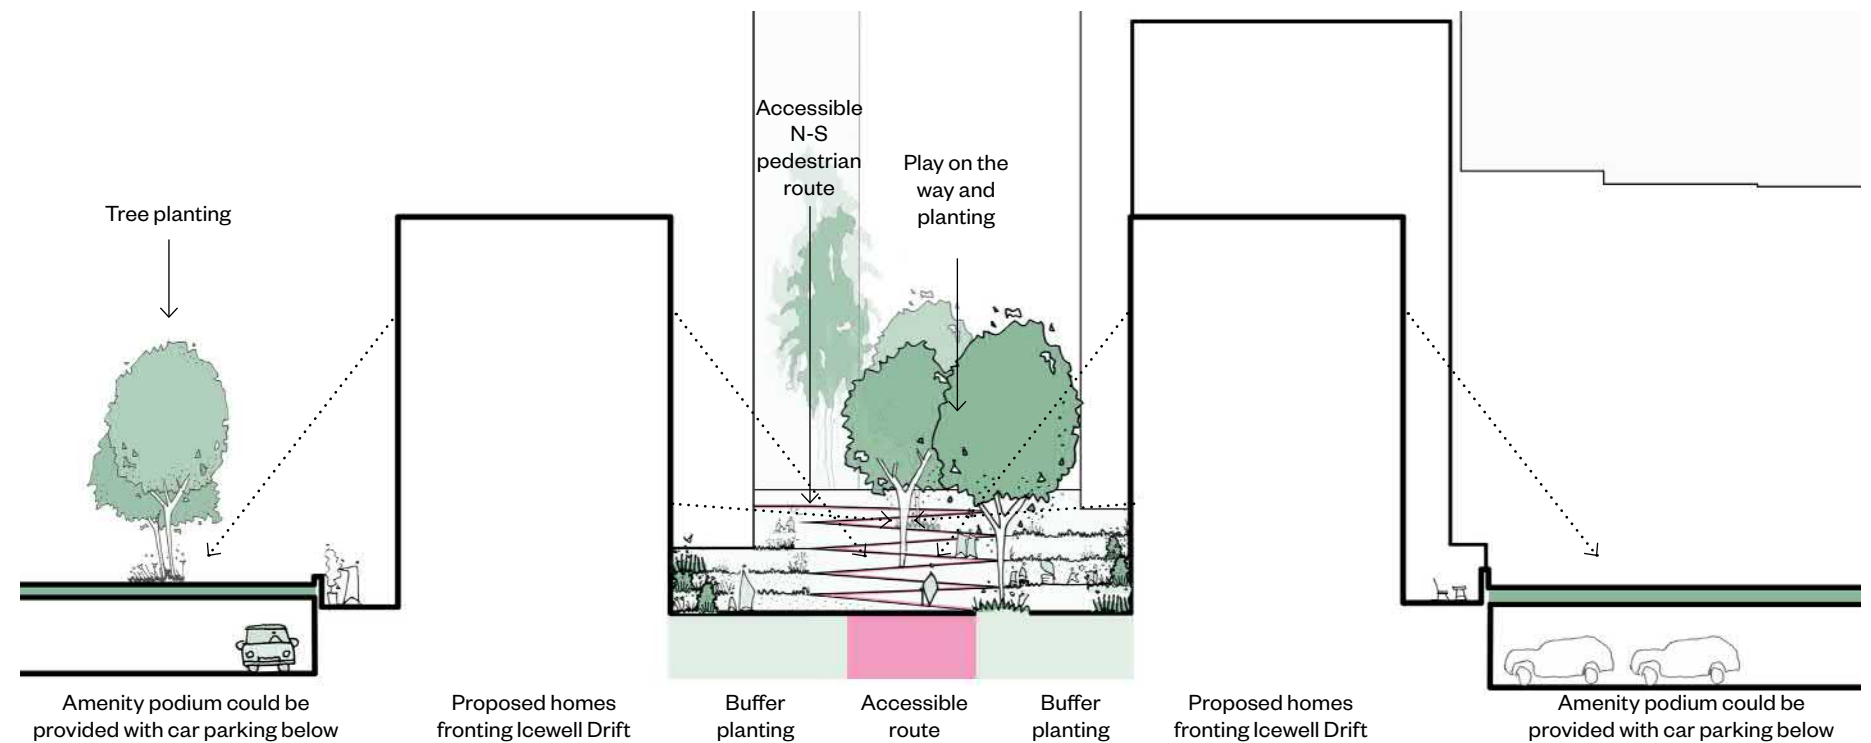 Accessible
N-S
pedestrian
route
Play on the
way and
planting
Tree planting
Amenity podium could be
provided with car parking below
Proposed homes
fronting Icewell Drift
Buffer
planting
Accessible
route
Buffer
planting
Proposed homes
fronting Icewell Drift
Amenity podium could be
provided with car parking below